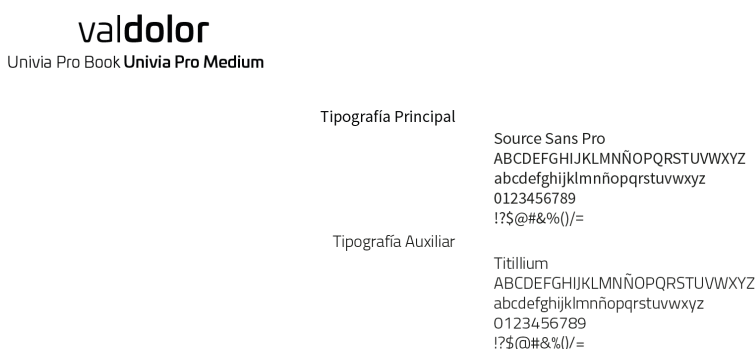 valdolor
Univia Pro Book Univia Pro Medium
Tipografía Principal
Source Sans Pro
ABCDEFGHIJKLMNÑOPQRSTUVWXYZ
abcdefghijklmnñopqrstuvwxyz
0123456789
!?$@#&%()/=
Tipografía Auxiliar
Titillium
ABCDEFGHIJKLMNÑOPQRSTUVWXYZ
abcdefghijklmnñopqrstuvwxyz
0123456789
!?$@#&%()/=